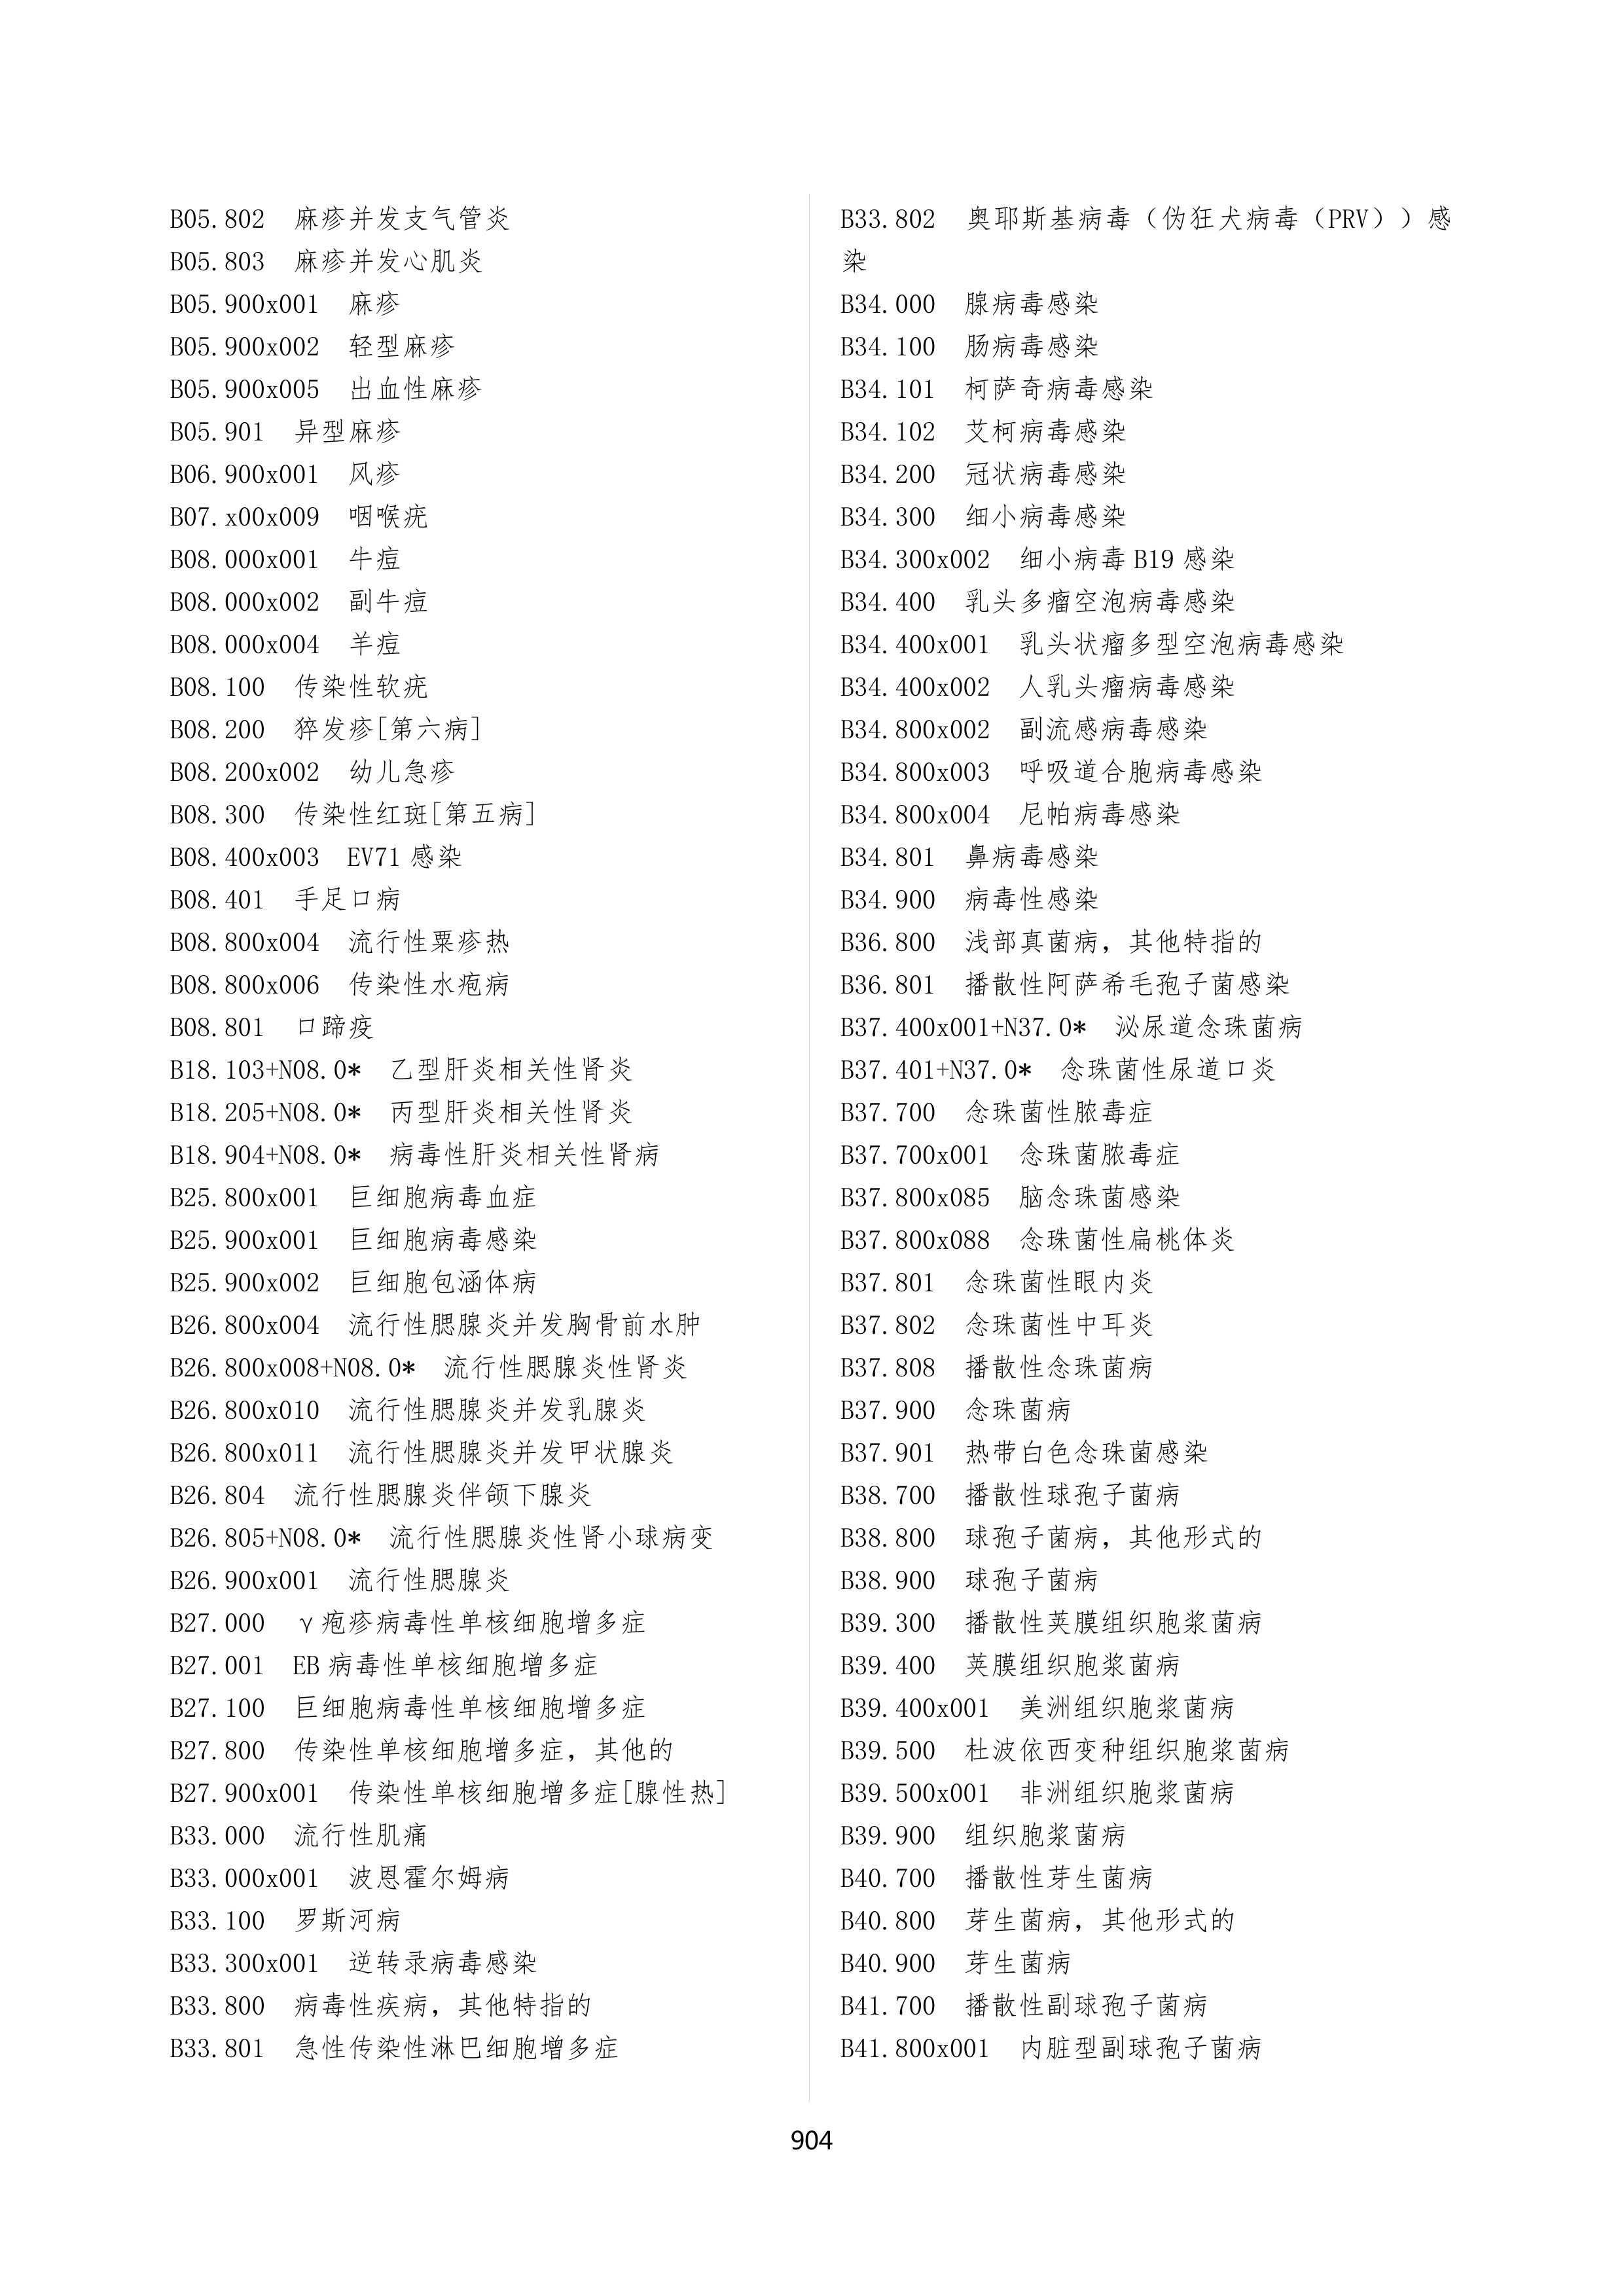 B05.802　麻疹并发支气管炎
B05.803　麻疹并发心肌炎
B05.900x001　麻疹
B05.900x002　轻型麻疹
B05.900x005　出血性麻疹
B05.901　异型麻疹
B06.900x001　风疹
B07.x00x009　咽喉疣
B08.000x001　牛痘
B08.000x002　副牛痘
B08.000x004　羊痘
B08.100　传染性软疣
B08.200　猝发疹[第六病]
B08.200x002　幼儿急疹
B08.300　传染性红斑[第五病]
B08.400x003　EV71 感染
B08.401　手足口病
B08.800x004　流行性粟疹热
B08.800x006　传染性水疱病
B08.801　口蹄疫
B18.103+N08.0*　乙型肝炎相关性肾炎
B18.205+N08.0*　丙型肝炎相关性肾炎
B18.904+N08.0*　病毒性肝炎相关性肾病
B25.800x001　巨细胞病毒血症
B25.900x001　巨细胞病毒感染
B25.900x002　巨细胞包涵体病
B26.800x004　流行性腮腺炎并发胸骨前水肿
B26.800x008+N08.0*　流行性腮腺炎性肾炎
B26.800x010　流行性腮腺炎并发乳腺炎
B26.800x011　流行性腮腺炎并发甲状腺炎
B26.804　流行性腮腺炎伴颌下腺炎
B26.805+N08.0*　流行性腮腺炎性肾小球病变
B26.900x001　流行性腮腺炎
B27.000　γ疱疹病毒性单核细胞增多症
B27.001　EB 病毒性单核细胞增多症
B27.100　巨细胞病毒性单核细胞增多症
B27.800　传染性单核细胞增多症，其他的
B27.900x001　传染性单核细胞增多症[腺性热]
B33.000　流行性肌痛
B33.000x001　波恩霍尔姆病
B33.100　罗斯河病
B33.300x001　逆转录病毒感染
B33.800　病毒性疾病，其他特指的
B33.801　急性传染性淋巴细胞增多症
B33.802　奥耶斯基病毒（伪狂犬病毒（PRV））感
染
B34.000　腺病毒感染
B34.100　肠病毒感染
B34.101　柯萨奇病毒感染
B34.102　艾柯病毒感染
B34.200　冠状病毒感染
B34.300　细小病毒感染
B34.300x002　细小病毒 B19 感染
B34.400　乳头多瘤空泡病毒感染
B34.400x001　乳头状瘤多型空泡病毒感染
B34.400x002　人乳头瘤病毒感染
B34.800x002　副流感病毒感染
B34.800x003　呼吸道合胞病毒感染
B34.800x004　尼帕病毒感染
B34.801　鼻病毒感染
B34.900　病毒性感染
B36.800　浅部真菌病，其他特指的
B36.801　播散性阿萨希毛孢子菌感染
B37.400x001+N37.0*　泌尿道念珠菌病
B37.401+N37.0*　念珠菌性尿道口炎
B37.700　念珠菌性脓毒症
B37.700x001　念珠菌脓毒症
B37.800x085　脑念珠菌感染
B37.800x088　念珠菌性扁桃体炎
B37.801　念珠菌性眼内炎
B37.802　念珠菌性中耳炎
B37.808　播散性念珠菌病
B37.900　念珠菌病
B37.901　热带白色念珠菌感染
B38.700　播散性球孢子菌病
B38.800　球孢子菌病，其他形式的
B38.900　球孢子菌病
B39.300　播散性荚膜组织胞浆菌病
B39.400　荚膜组织胞浆菌病
B39.400x001　美洲组织胞浆菌病
B39.500　杜波依西变种组织胞浆菌病
B39.500x001　非洲组织胞浆菌病
B39.900　组织胞浆菌病
B40.700　播散性芽生菌病
B40.800　芽生菌病，其他形式的
B40.900　芽生菌病
B41.700　播散性副球孢子菌病
B41.800x001　内脏型副球孢子菌病
904